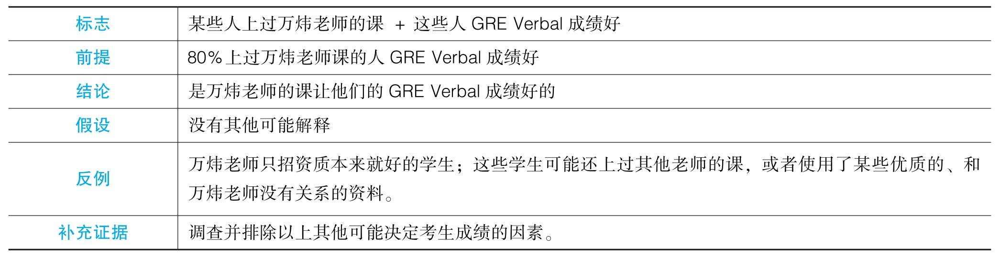 标志 某些人上过万炜老师的课 + 这些人 GRE Verbal 成绩好
前提 80%上过万炜老师课的人 GRE Verbal 成绩好
结论 是万炜老师的课让他们的 GRE Verbal 成绩好的
假设 没有其他可能解释
反例 万炜老师只招资质本来就好的学生；这些学生可能还上过其他老师的课，或者使用了某些优质的、和
万炜老师没有关系的资料。
补充证据 调查并排除以上其他可能决定考生成绩的因素。